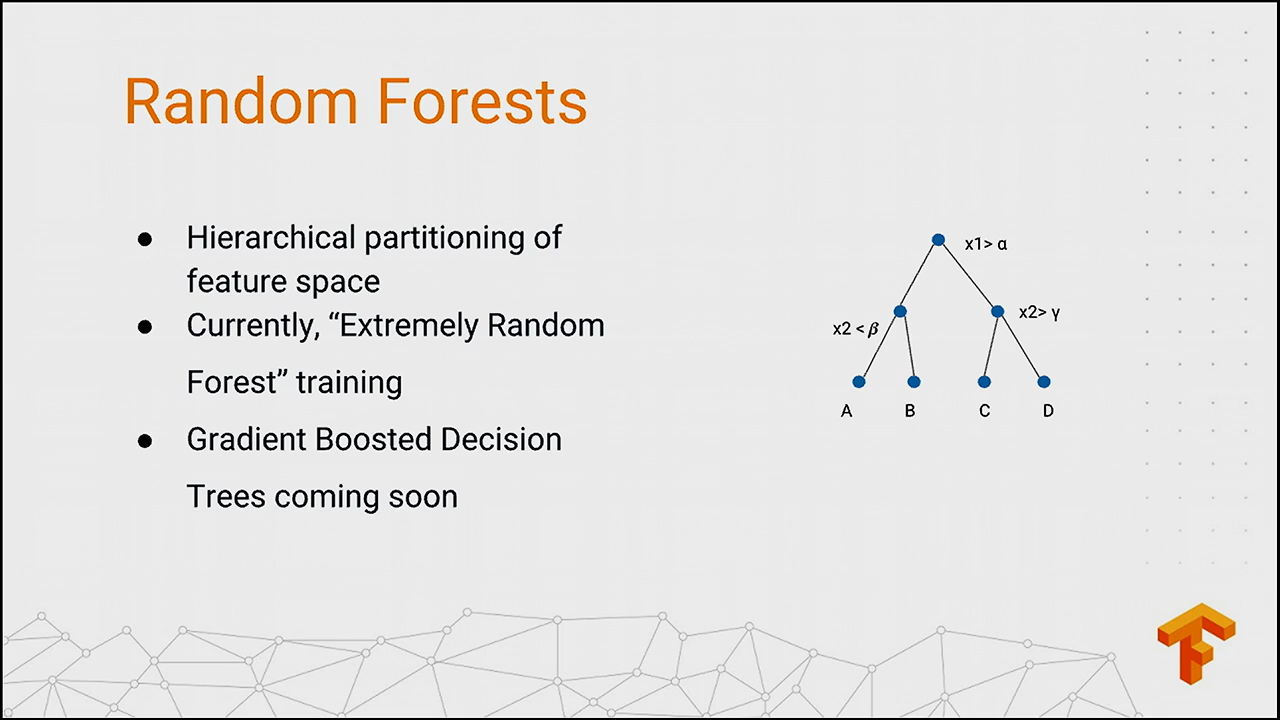 Random Forests
● Hierarchical partitioning of
feature space
● Currently, “Extremely Random
Forest” training
● Gradient Boosted Decision
Trees coming soon
x1> α
x2 < β
x2> γ
A B C D